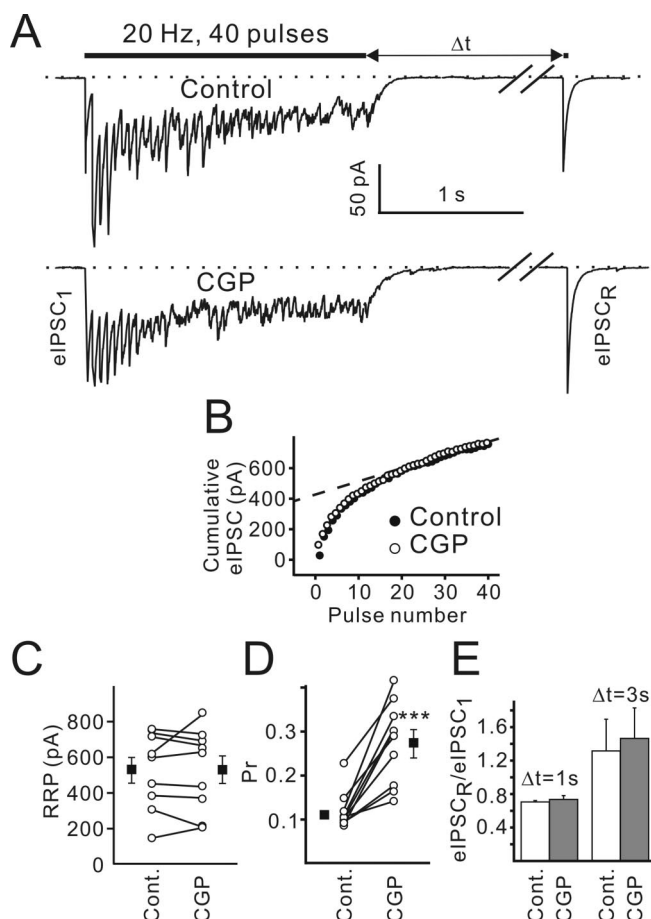 A
20 Hz, 40 pulses
Δt
Control
50 pA
1 s
CGP
eIPSC1
eIPSCR
B
Cumulative
eIPSC (pA)
600
400
200
0
Control
CGP
0 10 20 30 40
Pulse number
C
RRP (pA)
800
600
400
200
0
Cont.
CGP
D
Pr
0.3
0.2
0.1
***
Cont.
CGP
E
eIPSCR/eIPSC1
1.6
1.2
0.8
0.4
Δt=1s
Δt=3s
Cont.
CGP
Cont.
CGP